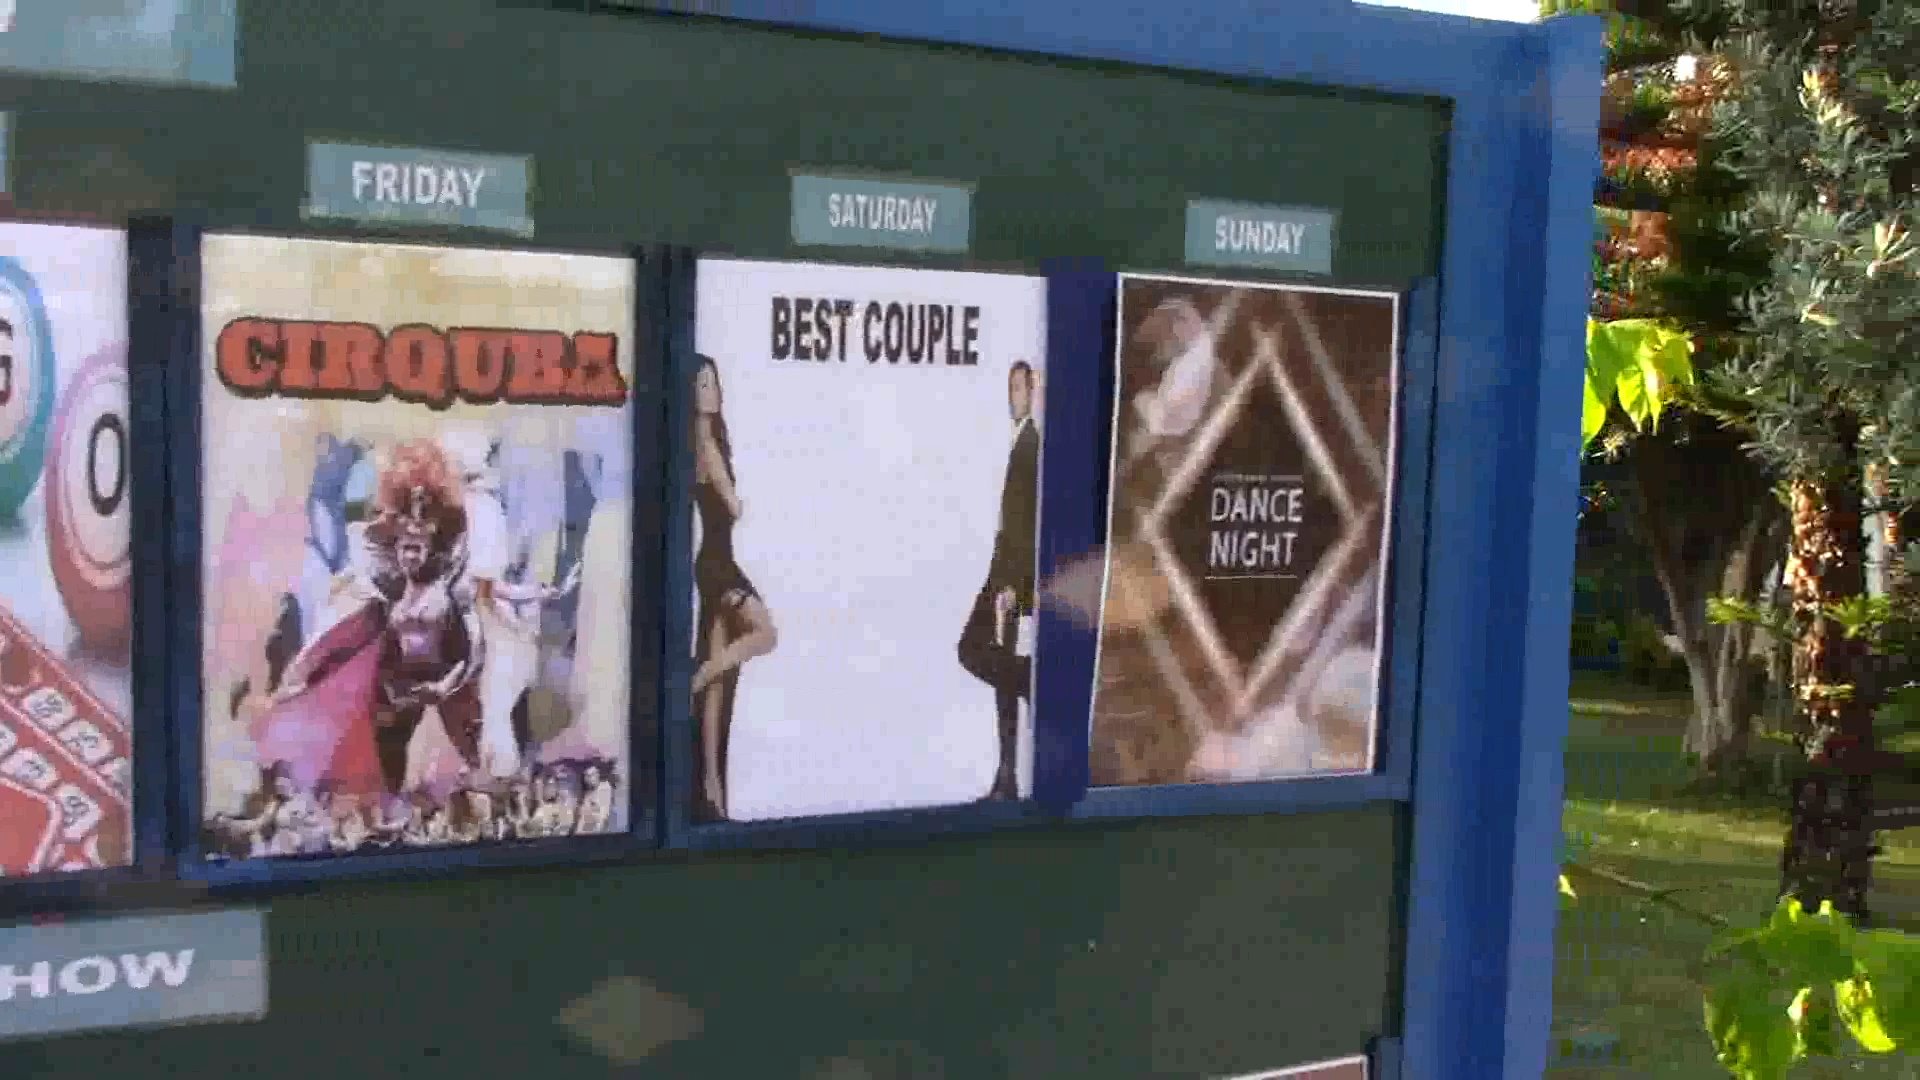 FRIDAY
SATURDAY
SUNDAY
G
O
CIRQUBA
BEST COUPLE
DANCE
NIGHT
HOW